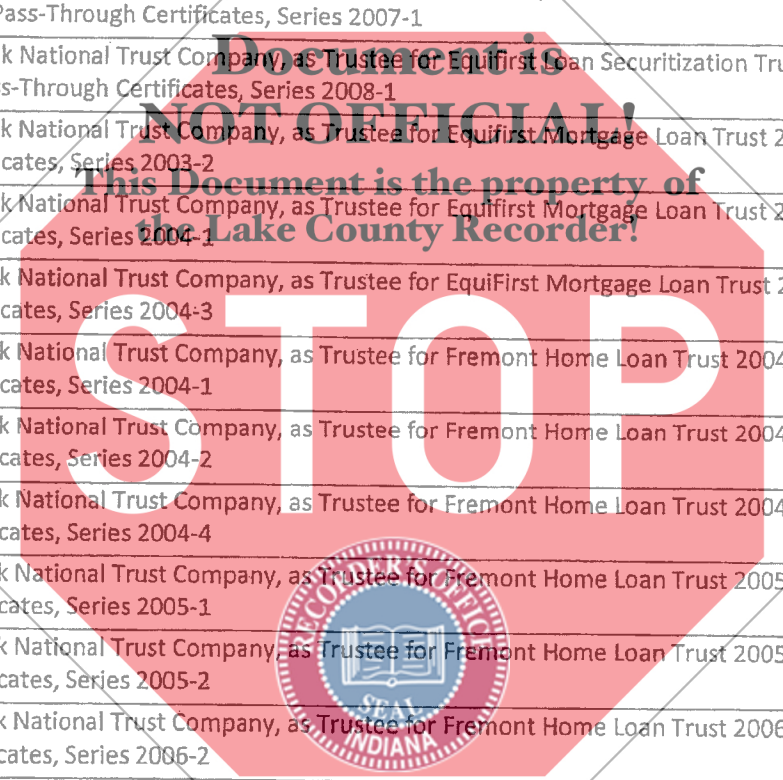 Pass-Through Certificates, Series 2007-1
k National Trust Company, as Trustee for Equifirst Loan Securitization Tru
s-Through Certificates, Series 2008-1
k National Trust Company, as Trustee for Equifirst Mortgage Loan Trust 2
cates, Series 2003-2
k National Trust Company, as Trustee for Equifirst Mortgage Loan Trust 2
cates, Series 2004-1
k National Trust Company, as Trustee for EquiFirst Mortgage Loan Trust 2
cates, Series 2004-3
k National Trust Company, as Trustee for Fremont Home Loan Trust 2004
cates, Series 2004-1
k National Trust Company, as Trustee for Fremont Home Loan Trust 2004
cates, Series 2004-2
k National Trust Company, as Trustee for Fremont Home Loan Trust 2004
cates, Series 2004-4
k National Trust Company, as Trustee for Fremont Home Loan Trust 2005
cates, Series 2005-1
k National Trust Company, as Trustee for Fremont Home Loan Trust 2005
cates, Series 2005-2
k National Trust Company, as Trustee for Fremont Home Loan Trust 2006
cates, Series 2006-2
Document is
NOT OFFICIAL!
This Document is the property of
the Lake County Recorder!
STOP
RECORDER'S OFFICE
SEAL
INDIANA